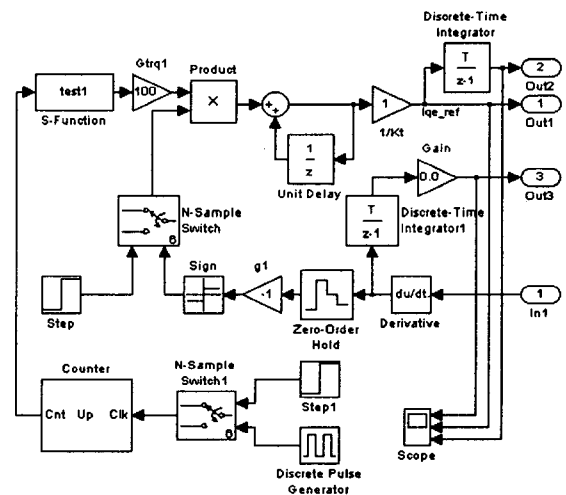 Discrete-Time
Integrator
T
z-1
2
Out2
test1
S-Function
Gtrq1
100
Product
×
+
+
1
1/Kt
Iqe_ref
1
Out1
1
z
Unit Delay
Gain
0.0
3
Out3
N-Sample
Switch
6
T
z-1
Discrete-Time
Integrator1
Step
Sign
g1
-1
Zero-Order
Hold
du/dt
Derivative
1
In1
Counter
Cnt Up Clk
N-Sample
Switch1
6
Step1
Discrete Pulse
Generator
Scope